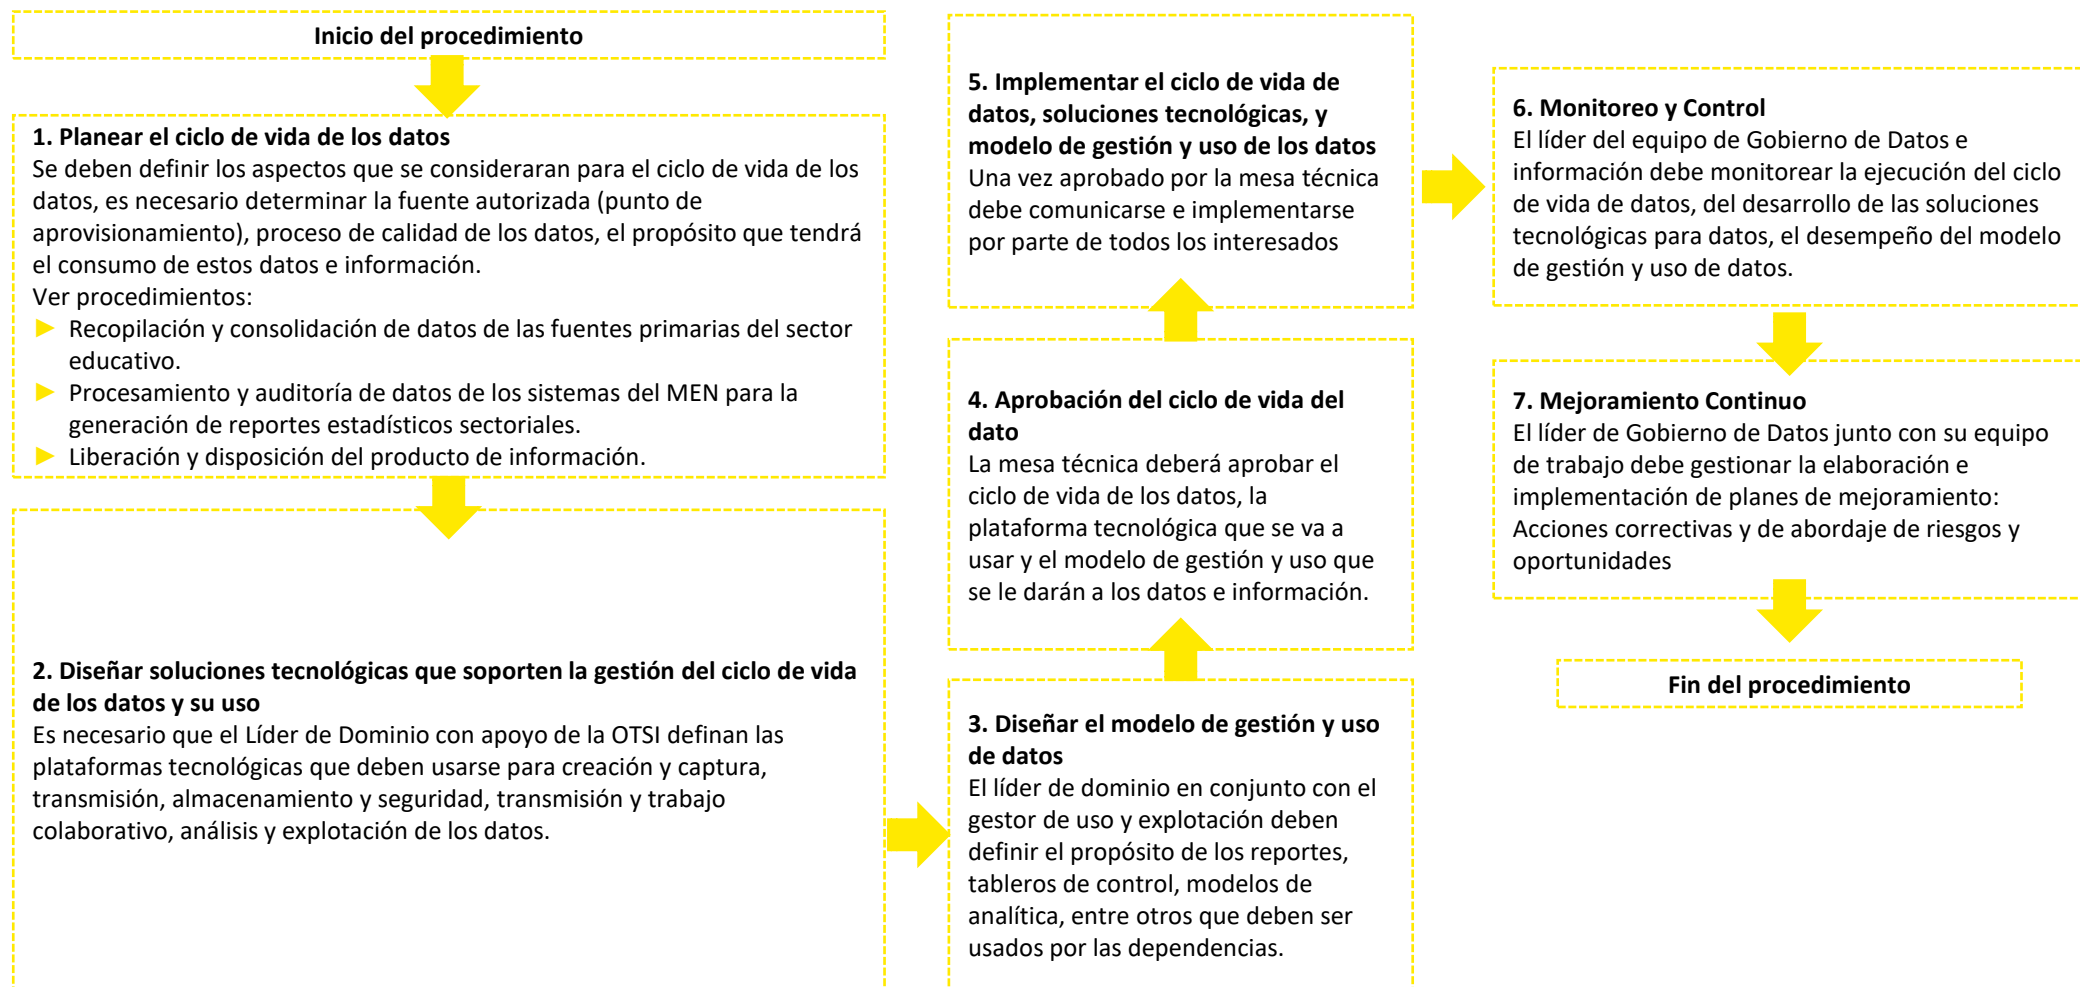 Inicio del procedimiento
1. Planear el ciclo de vida de los datos
Se deben definir los aspectos que se consideraran para el ciclo de vida de los
datos, es necesario determinar la fuente autorizada (punto de
aprovisionamiento), proceso de calidad de los datos, el propósito que tendrá
el consumo de estos datos e información.
Ver procedimientos:
Recopilación y consolidación de datos de las fuentes primarias del sector
educativo.
Procesamiento y auditoría de datos de los sistemas del MEN para la
generación de reportes estadísticos sectoriales.
Liberación y disposición del producto de información.
2. Diseñar soluciones tecnológicas que soporten la gestión del ciclo de vida
de los datos y su uso
Es necesario que el Líder de Dominio con apoyo de la OTSI definan las
plataformas tecnológicas que deben usarse para creación y captura,
transmisión, almacenamiento y seguridad, transmisión y trabajo
colaborativo, análisis y explotación de los datos.
3. Diseñar el modelo de gestión y uso
de datos
El líder de dominio en conjunto con el
gestor de uso y explotación deben
definir el propósito de los reportes,
tableros de control, modelos de
analítica, entre otros que deben ser
usados por las dependencias.
4. Aprobación del ciclo de vida del
dato
La mesa técnica deberá aprobar el
ciclo de vida de los datos, la
plataforma tecnológica que se va a
usar y el modelo de gestión y uso que
se le darán a los datos e información.
5. Implementar el ciclo de vida de
datos, soluciones tecnológicas, y
modelo de gestión y uso de los datos
Una vez aprobado por la mesa técnica
debe comunicarse e implementarse
por parte de todos los interesados
6. Monitoreo y Control
El líder del equipo de Gobierno de Datos e
información debe monitorear la ejecución del ciclo
de vida de datos, del desarrollo de las soluciones
tecnológicas para datos, el desempeño del modelo
de gestión y uso de datos.
7. Mejoramiento Continuo
El líder de Gobierno de Datos junto con su equipo
de trabajo debe gestionar la elaboración e
implementación de planes de mejoramiento:
Acciones correctivas y de abordaje de riesgos y
oportunidades
Fin del procedimiento